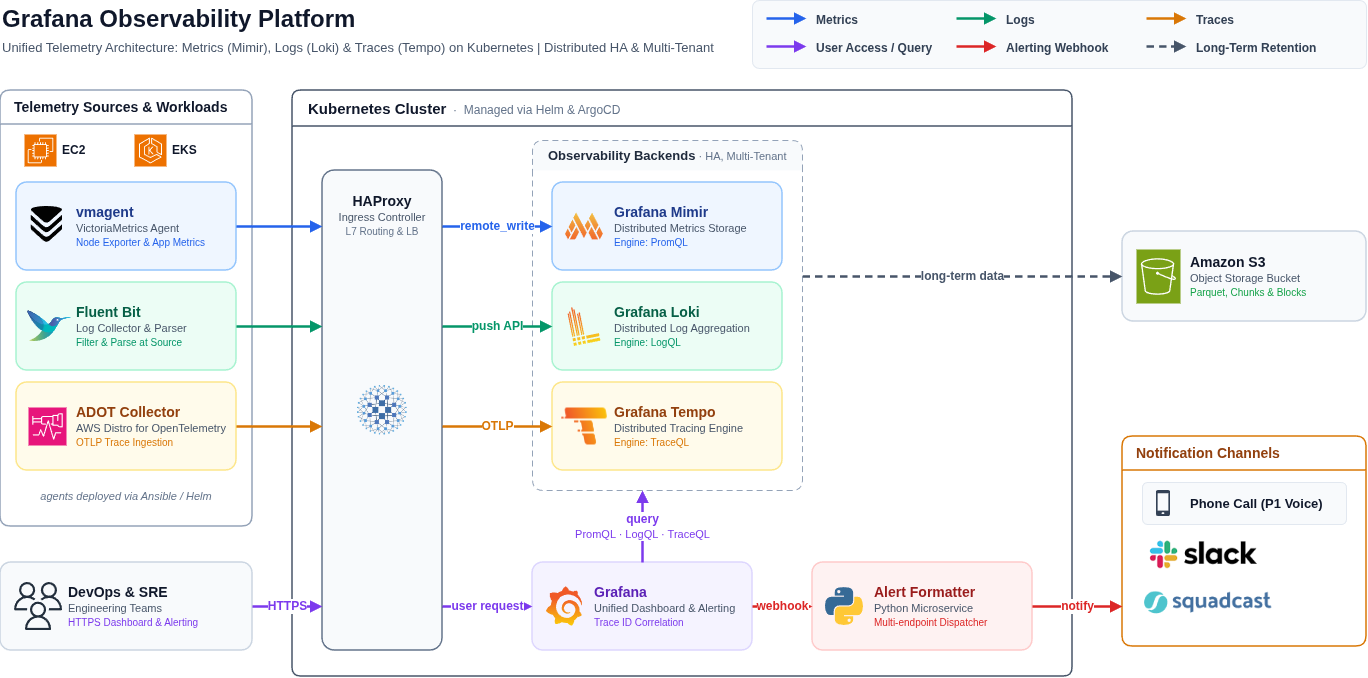 Grafana Observability Platform
Unified Telemetry Architecture: Metrics (Mimir), Logs (Loki) & Traces (Tempo) on Kubernetes | Distributed HA & Multi-Tenant
Metrics
Logs
Traces
User Access / Query
Alerting Webhook
Long-Term Retention
Telemetry Sources & Workloads
EC2
EKS
vmagent
VictoriaMetrics Agent
Node Exporter & App Metrics
Fluent Bit
Log Collector & Parser
Filter & Parse at Source
ADOT Collector
AWS Distro for OpenTelemetry
OTLP Trace Ingestion
agents deployed via Ansible / Helm
DevOps & SRE
Engineering Teams
HTTPS Dashboard & Alerting
HTTPS
Kubernetes Cluster · Managed via Helm & ArgoCD
HAProxy
Ingress Controller
L7 Routing & LB
remote_write
push API
OTLP
user request
Observability Backends · HA, Multi-Tenant
Grafana Mimir
Distributed Metrics Storage
Engine: PromQL
Grafana Loki
Distributed Log Aggregation
Engine: LogQL
Grafana Tempo
Distributed Tracing Engine
Engine: TraceQL
query
PromQL · LogQL · TraceQL
Grafana
Unified Dashboard & Alerting
Trace ID Correlation
webhook
Alert Formatter
Python Microservice
Multi-endpoint Dispatcher
notify
long-term data
Amazon S3
Object Storage Bucket
Parquet, Chunks & Blocks
Notification Channels
Phone Call (P1 Voice)
slack
squadcast